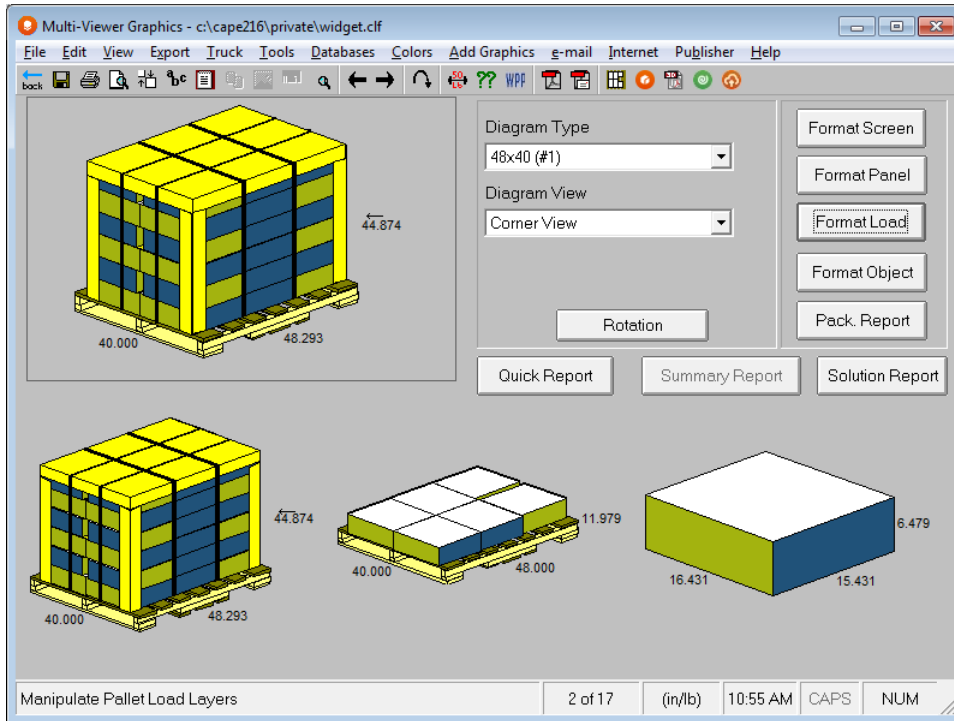 Multi-Viewer Graphics - c:\cape216\private\widget.clf
File Edit View Export Truck Tools Databases Colors Add Graphics e-mail Internet Publisher Help
back abc ?? WPP
Diagram Type
48x40 (#1)
Diagram View
Corner View
Rotation
Format Screen
Format Panel
Format Load
Format Object
Pack. Report
44.874
40.000
48.293
Quick Report Summary Report Solution Report
44.874
40.000
48.293
11.979
40.000
48.000
6.479
16.431
15.431
Manipulate Pallet Load Layers 2 of 17 (in/lb) 10:55 AM CAPS NUM